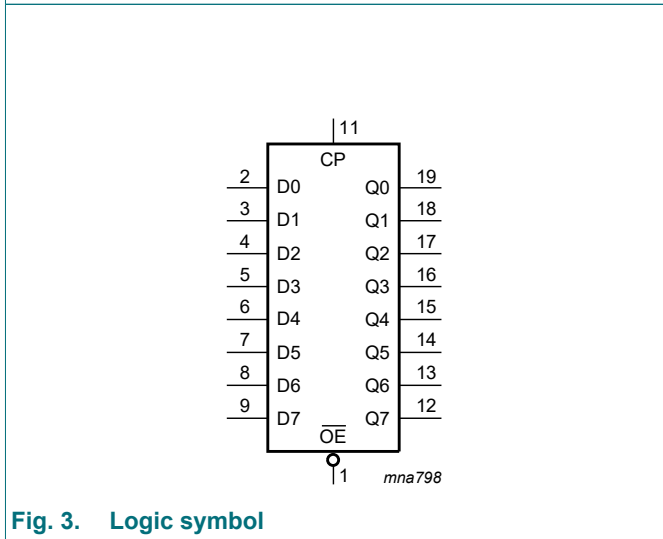 11
CP
2 D0 Q0 19
3 D1 Q1 18
4 D2 Q2 17
5 D3 Q3 16
6 D4 Q4 15
7 D5 Q5 14
8 D6 Q6 13
9 D7 Q7 12
O̅E̅
1 mna798
Fig. 3. Logic symbol